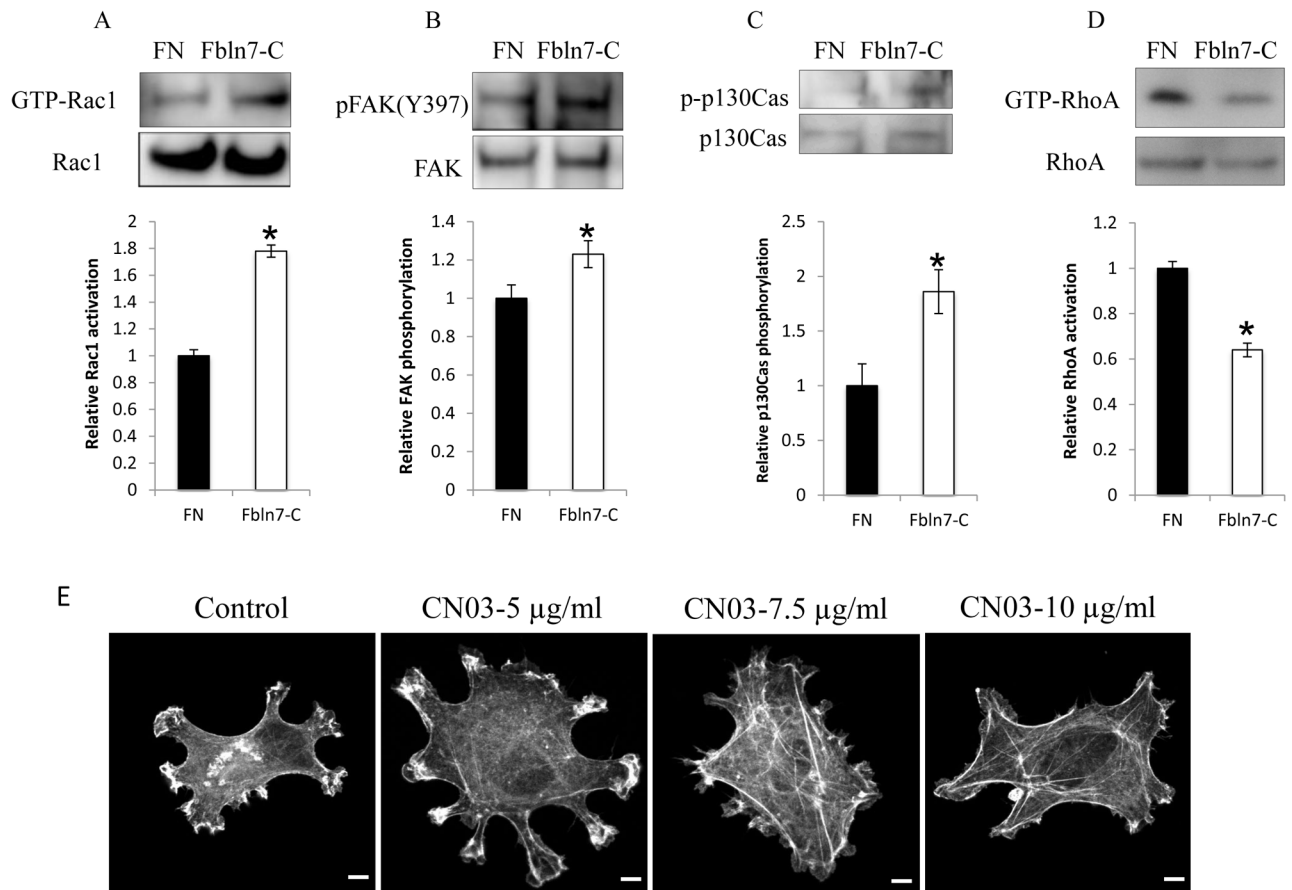 A
FN Fbln7-C
GTP-Rac1
Rac1
Relative Rac1 activation
2
1.8
1.6
1.4
1.2
1
0.8
0.6
0.4
0.2
0
FN Fbln7-C
B
FN Fbln7-C
pFAK(Y397)
FAK
Relative FAK phosphorylation
1.4
1.2
1
0.8
0.6
0.4
0.2
0
*
FN Fbln7-C
C
FN Fbln7-C
p-p130Cas
p130Cas
Relative p130Cas phosphorylation
2.5
2
1.5
1
0.5
0
*
FN Fbln7-C
D
FN Fbln7-C
GTP-RhoA
RhoA
Relative RhoA activation
1.2
1
0.8
0.6
0.4
0.2
0
*
FN Fbln7-C
E
Control CN03-5 µg/ml CN03-7.5 µg/ml CN03-10 µg/ml